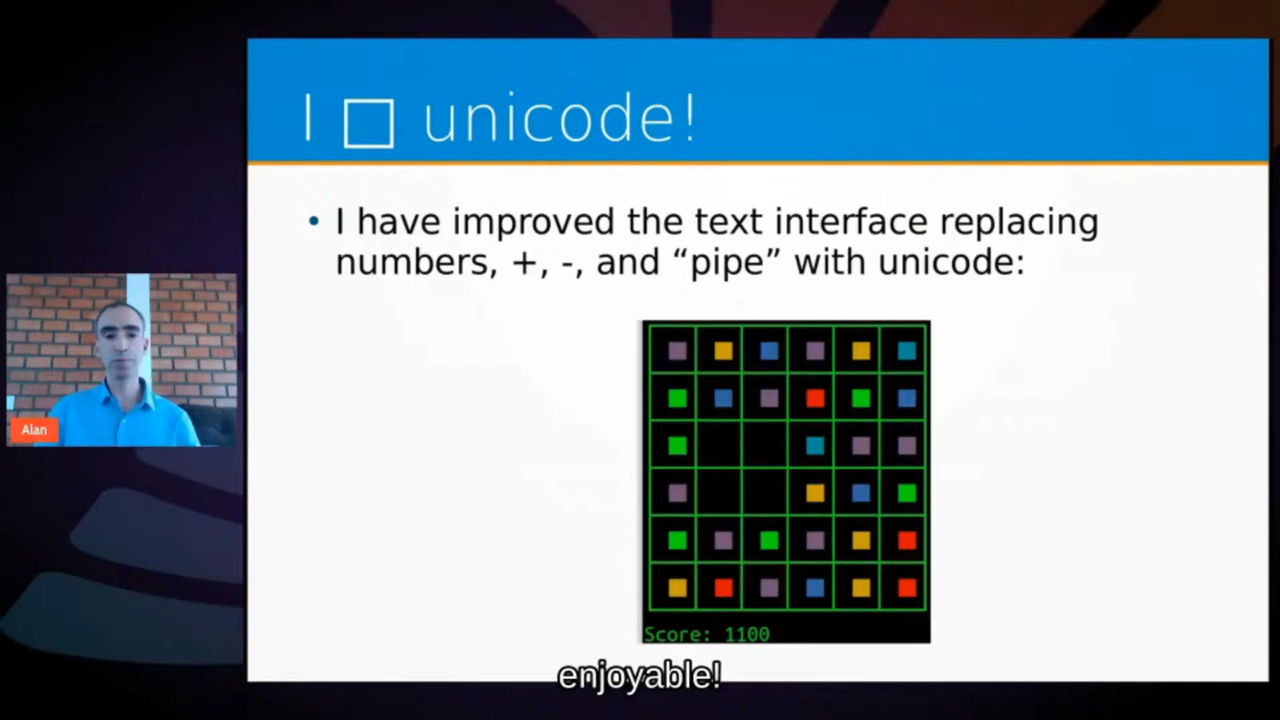 I □ unicode!
• I have improved the text interface replacing
numbers, +, -, and “pipe” with unicode:
Alan
Score: 1100
enjoyable!